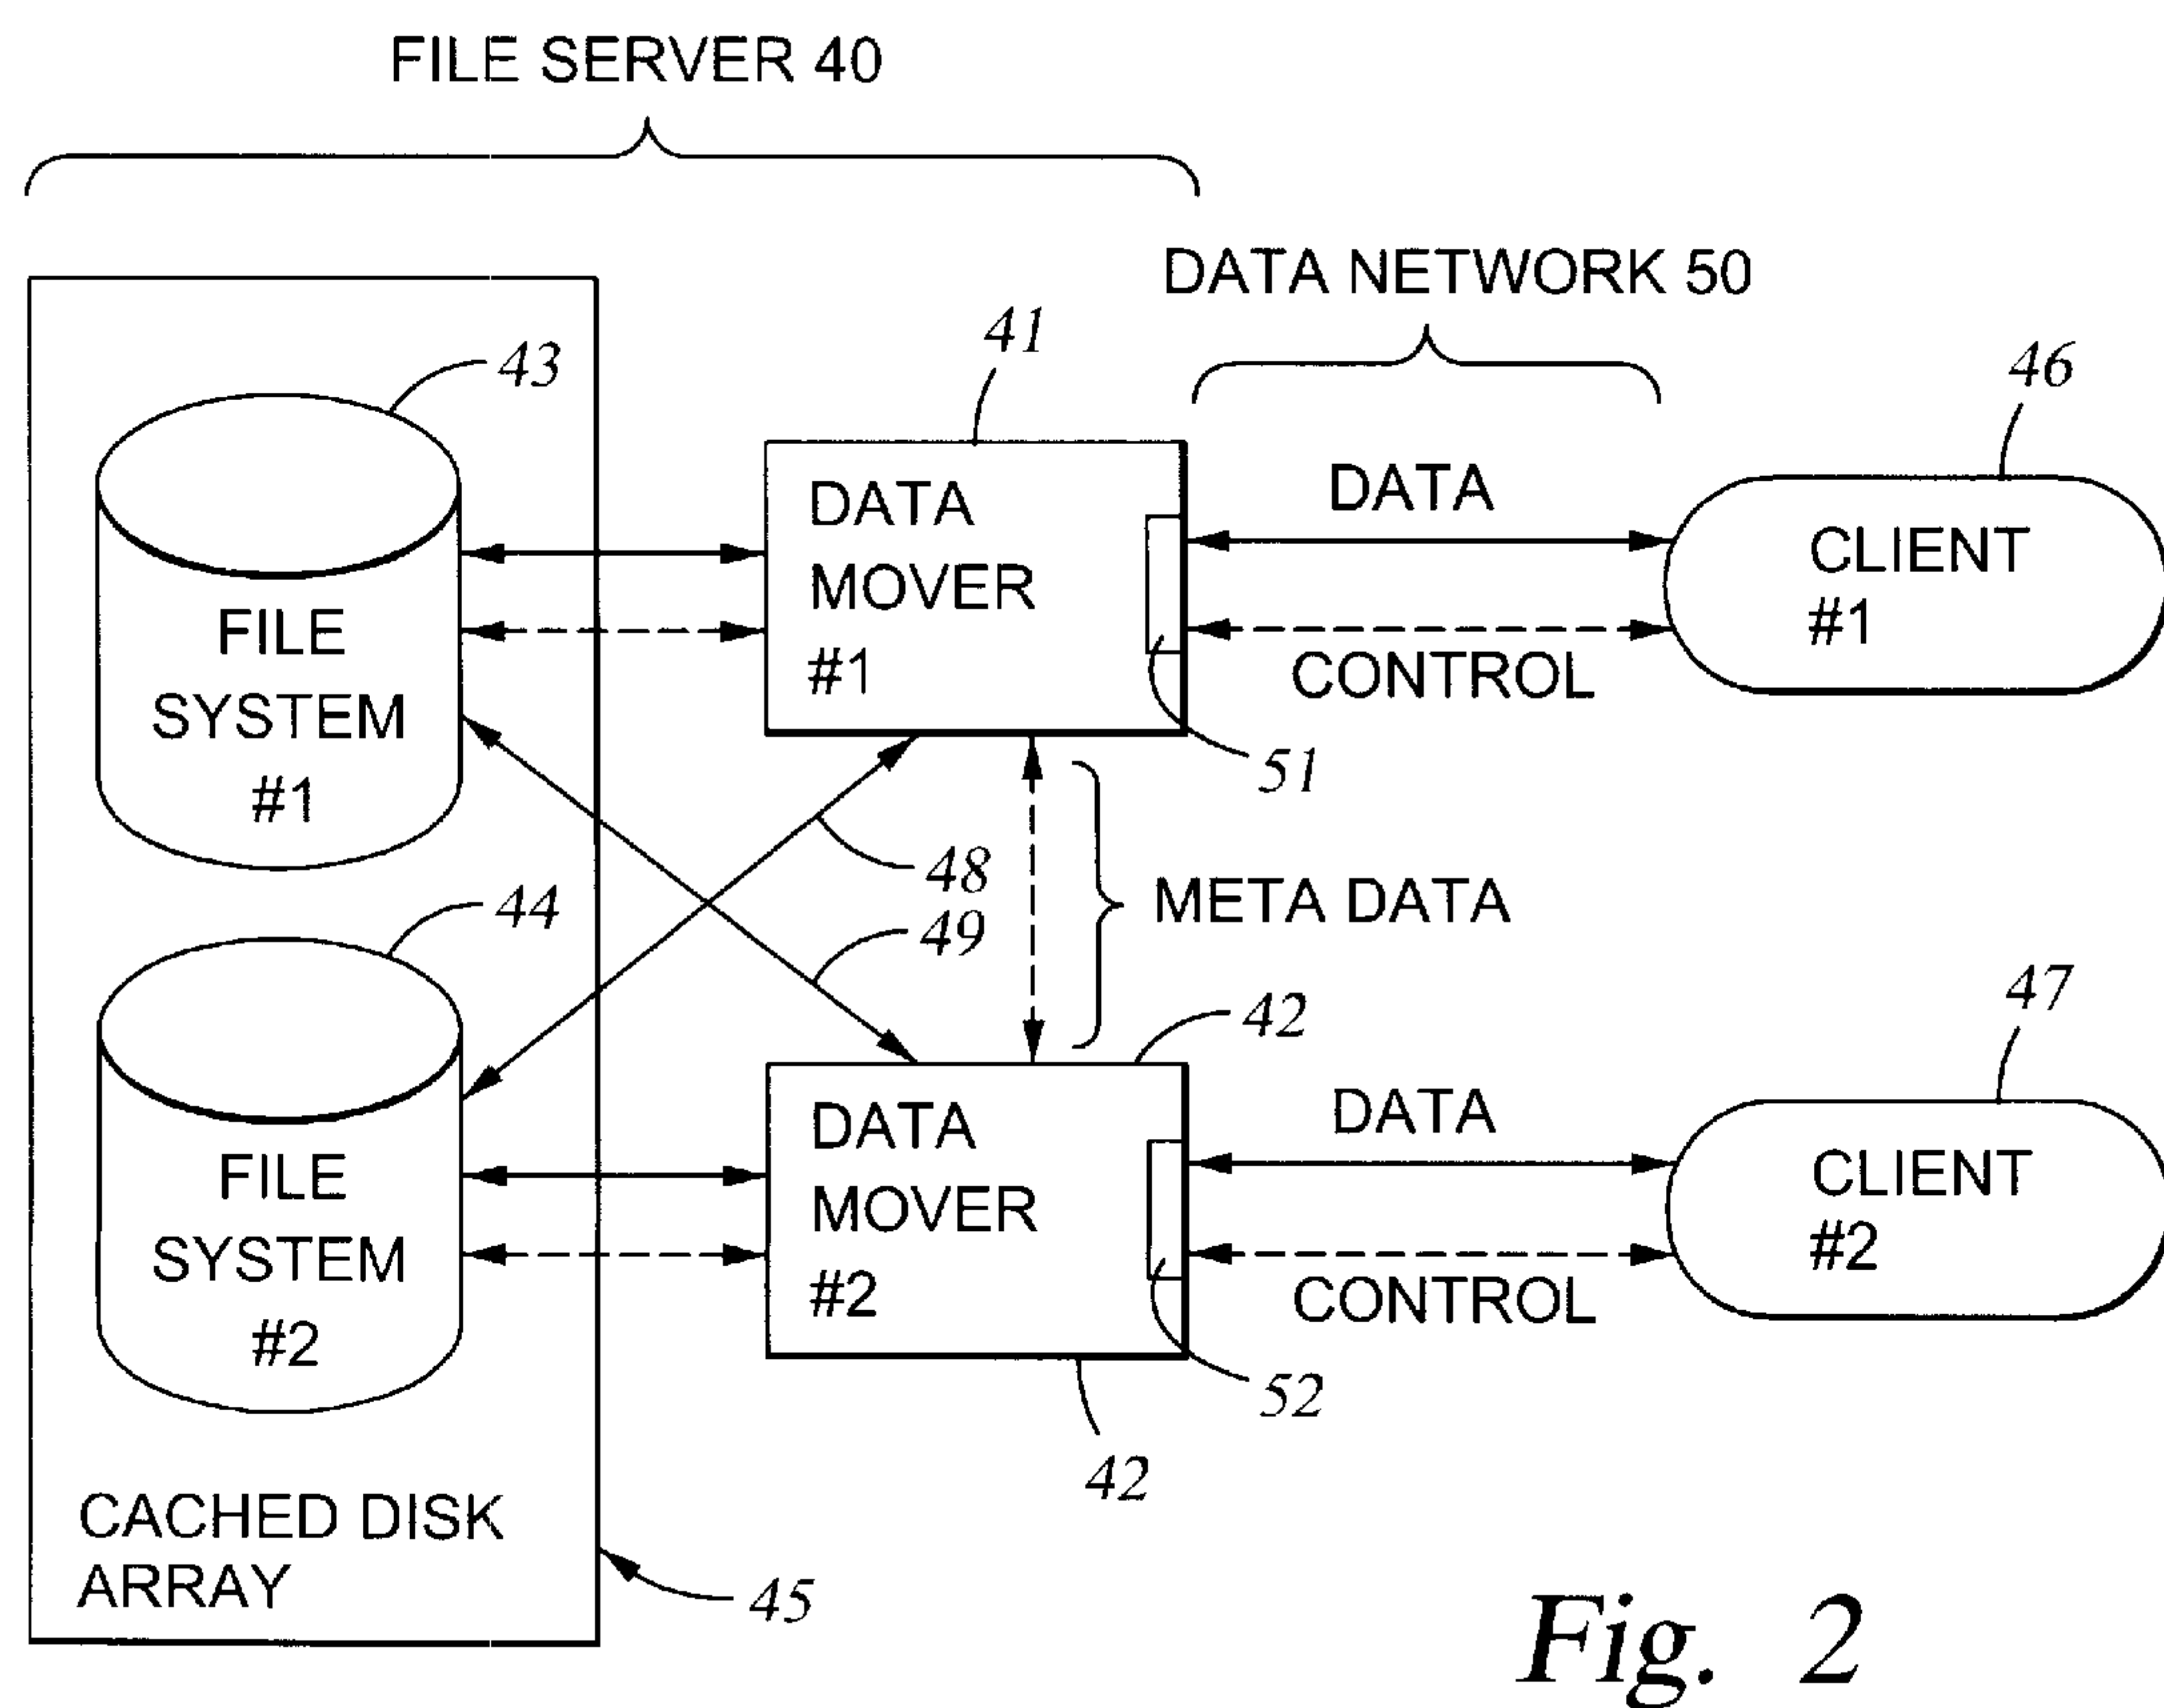 FILE SERVER 40
DATA NETWORK 50
43
41
46
DATA
MOVER
#1
DATA
CONTROL
CLIENT
#1
FILE
SYSTEM
#1
51
48
49
META DATA
44
42
47
FILE
SYSTEM
#2
DATA
MOVER
#2
DATA
CONTROL
CLIENT
#2
52
42
CACHED DISK
ARRAY
45
Fig. 2